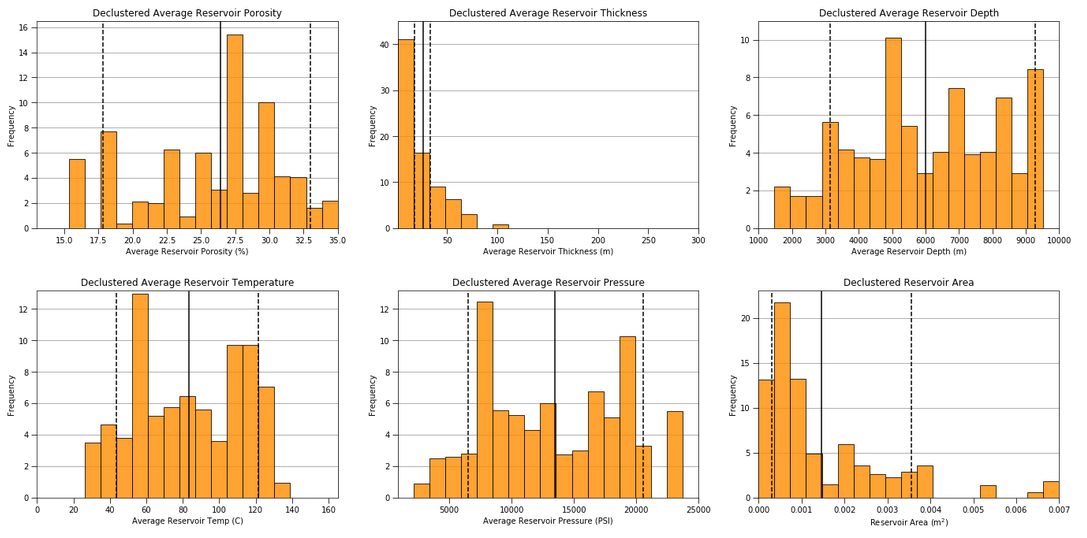 Declustered Average Reservoir Porosity
16
14
12
10
8
6
4
2
0
Frequency
15.0 17.5 20.0 22.5 25.0 27.5 30.0 32.5 35.0
Average Reservoir Porosity (%)
Declustered Average Reservoir Thickness
40
30
20
10
0
Frequency
50 100 150 200 250 300
Average Reservoir Thickness (m)
Declustered Average Reservoir Depth
10
8
6
4
2
0
Frequency
1000 2000 3000 4000 5000 6000 7000 8000 9000 10000
Average Reservoir Depth (m)
Declustered Average Reservoir Temperature
12
10
8
6
4
2
0
Frequency
0 20 40 60 80 100 120 140 160
Average Reservoir Temp (C)
Declustered Average Reservoir Pressure
12
10
8
6
4
2
0
Frequency
5000 10000 15000 20000 25000
Average Reservoir Pressure (PSI)
Declustered Reservoir Area
20
15
10
5
0
Frequency
0.000 0.001 0.002 0.003 0.004 0.005 0.006 0.007
Reservoir Area (m²)